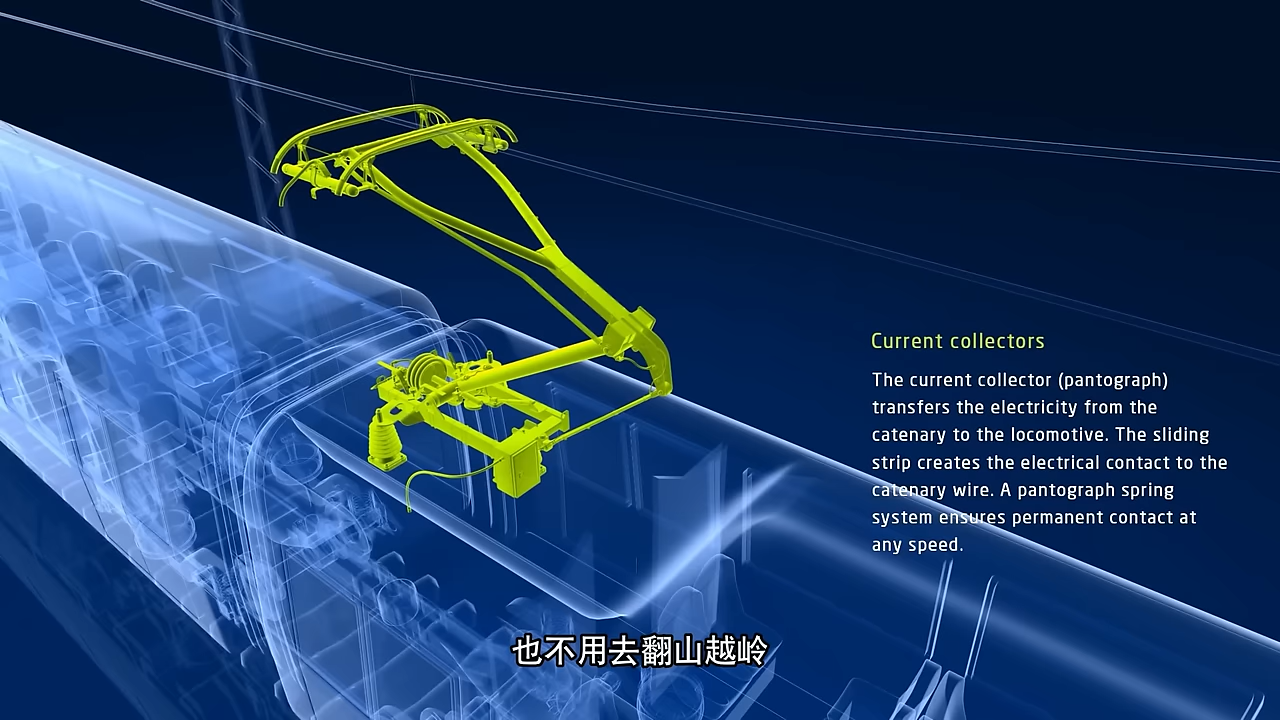 Current collectors
The current collector (pantograph)
transfers the electricity from the
catenary to the locomotive. The sliding
strip creates the electrical contact to the
catenary wire. A pantograph spring
system ensures permanent contact at
any speed.
也不用去翻山越岭